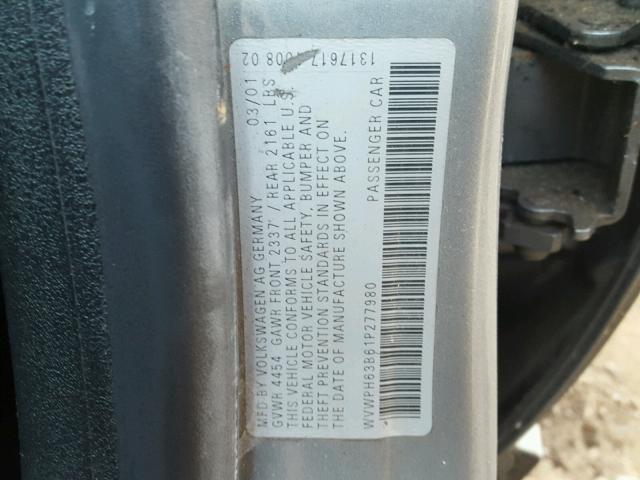 MFD BY VOLKSWAGEN AG GERMANY 03/01
GVWR 4454 GAWR FRONT 2337 / REAR 2161 LBS
THIS VEHICLE CONFORMS TO ALL APPLICABLE U.S.
FEDERAL MOTOR VEHICLE SAFETY, BUMPER AND
THEFT PREVENTION STANDARDS IN EFFECT ON
THE DATE OF MANUFACTURE SHOWN ABOVE.
WVWPH63B61P277980 PASSENGER CAR
02